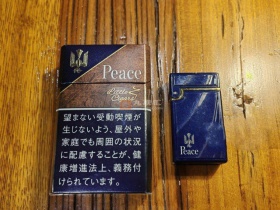 Peace
Little
Cigars
望まない受動喫煙が
生じないよう、屋外や
家庭でも周囲の状況
に配慮することが、健
康増進法上、義務付
けられています。
Peace